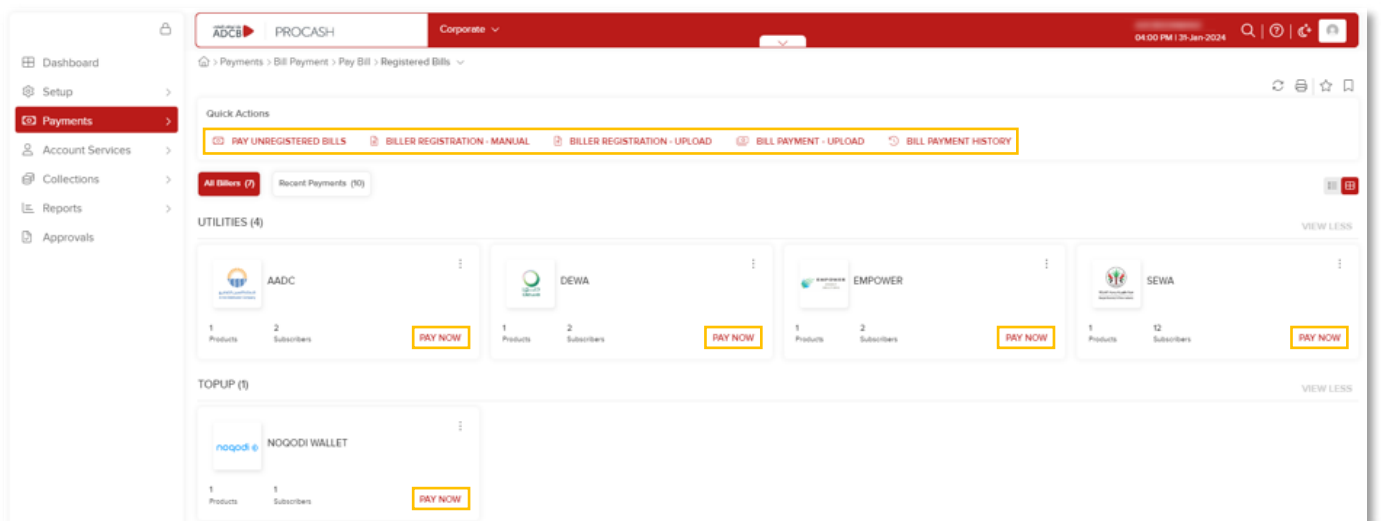 ADCB PROCASH Corporate
04:00 PM | 31-Jan-2024
Dashboard
Setup
Payments
Account Services
Collections
Reports
Approvals
> Payments > Bill Payment > Pay Bill > Registered Bills
Quick Actions
PAY UNREGISTERED BILLS BILLER REGISTRATION - MANUAL BILLER REGISTRATION - UPLOAD BILL PAYMENT - UPLOAD BILL PAYMENT HISTORY
All Billers (7) Recent Payments (10)
UTILITIES (4)
VIEW LESS
AADC
1 2
Products Subscribers
PAY NOW
DEWA
1 2
Products Subscribers
PAY NOW
EMPOWER
EMPOWER
1 2
Products Subscribers
PAY NOW
SEWA
1 12
Products Subscribers
PAY NOW
TOPUP (1)
VIEW LESS
noqodi
NOQODI WALLET
1 1
Products Subscribers
PAY NOW